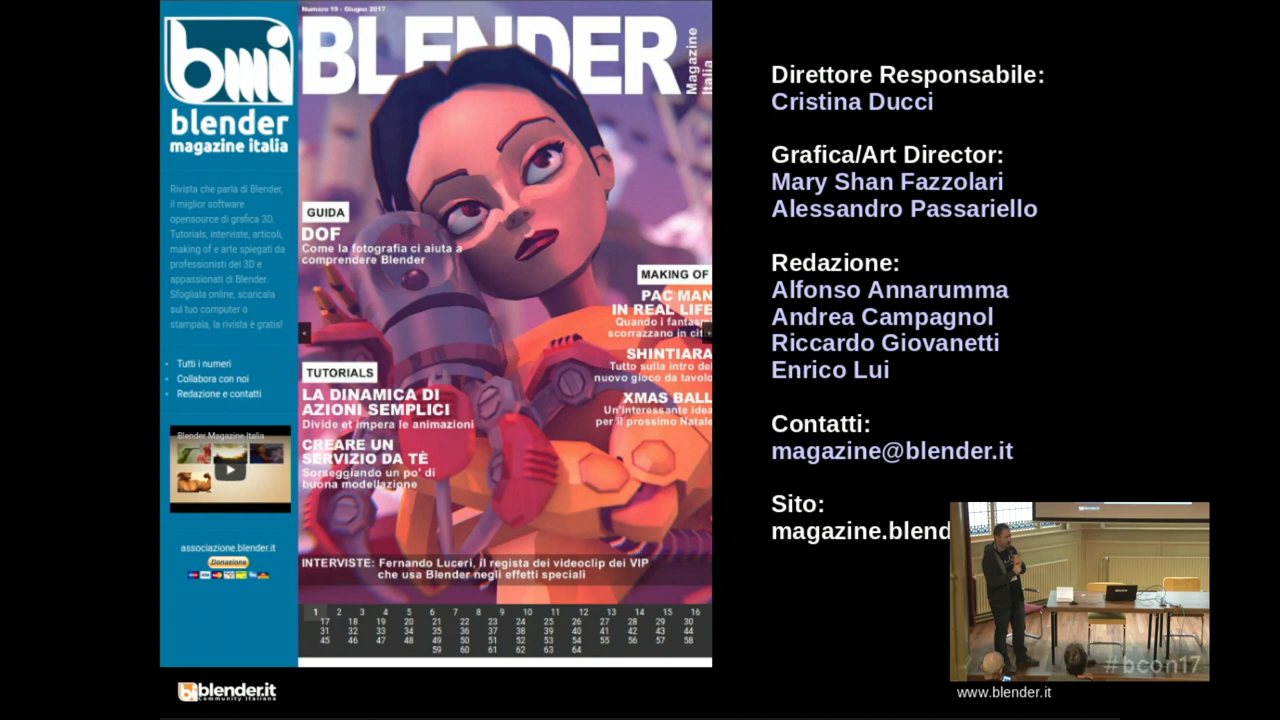 bmi
blender
magazine italia
Rivista che parla di Blender,
il miglior software
opensource di grafica 3D.
Tutorials, interviste, articoli,
making of e arte spiegati da
professionisti del 3D e
appassionati di Blender.
Sfogliala online, scaricala
sul tuo computer o
stampala, la rivista è gratis!
Tutti i numeri
Collabora con noi
Redazione e contatti
Blender Magazine Italia
associazione.blender.it
Donazione
Numero 19 - Giugno 2017
BLENDER
Magazine
Italia
GUIDA
DOF
Come la fotografia ci aiuta a
comprendere Blender
TUTORIALS
LA DINAMICA DI
AZIONI SEMPLICI
Divide et impera le animazioni
CREARE UN
SERVIZIO DA TÈ
Sorseggiando un po' di
buona modellazione
MAKING OF
PAC MAN
IN REAL LIFE
Quando i fantasm
scorrazzano in citt
SHINTIARA
Tutto sulla intro del
nuovo gioco da tavolo
XMAS BALL
Un'interessante idea
per il prossimo Natale
INTERVISTE: Fernando Luceri, il regista dei videoclip dei VIP
che usa Blender negli effetti speciali
1 2 3 4 5 6 7 8 9 10 11 12 13 14 15 16
17 18 19 20 21 22 23 24 25 26 27 28 29 30
31 32 33 34 35 36 37 38 39 40 41 42 43 44
45 46 47 48 49 50 51 52 53 54 55 56 57 58
59 60 61 62 63 64
Direttore Responsabile:
Cristina Ducci
Grafica/Art Director:
Mary Shan Fazzolari
Alessandro Passariello
Redazione:
Alfonso Annarumma
Andrea Campagnol
Riccardo Giovanetti
Enrico Lui
Contatti:
magazine@blender.it
Sito:
magazine.blend
#bcon17
blender.it
Community Italiana
www.blender.it